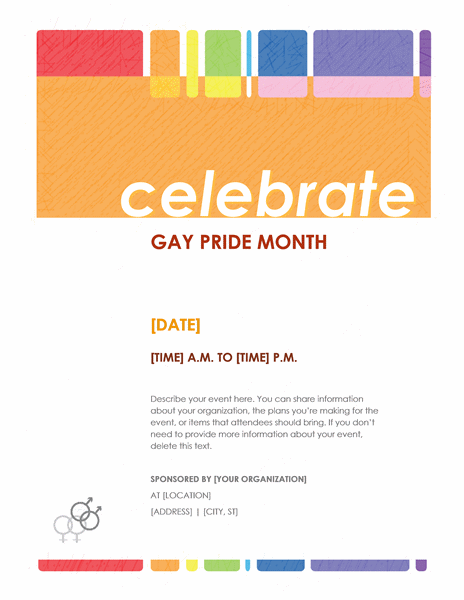 celebrate
GAY PRIDE MONTH
[DATE]
[TIME] A.M. TO [TIME] P.M.
Describe your event here. You can share information
about your organization, the plans you're making for the
event, or items that attendees should bring. If you don't
need to provide more information about your event,
delete this text.
SPONSORED BY [YOUR ORGANIZATION]
AT [LOCATION]
[ADDRESS] | [CITY, ST]